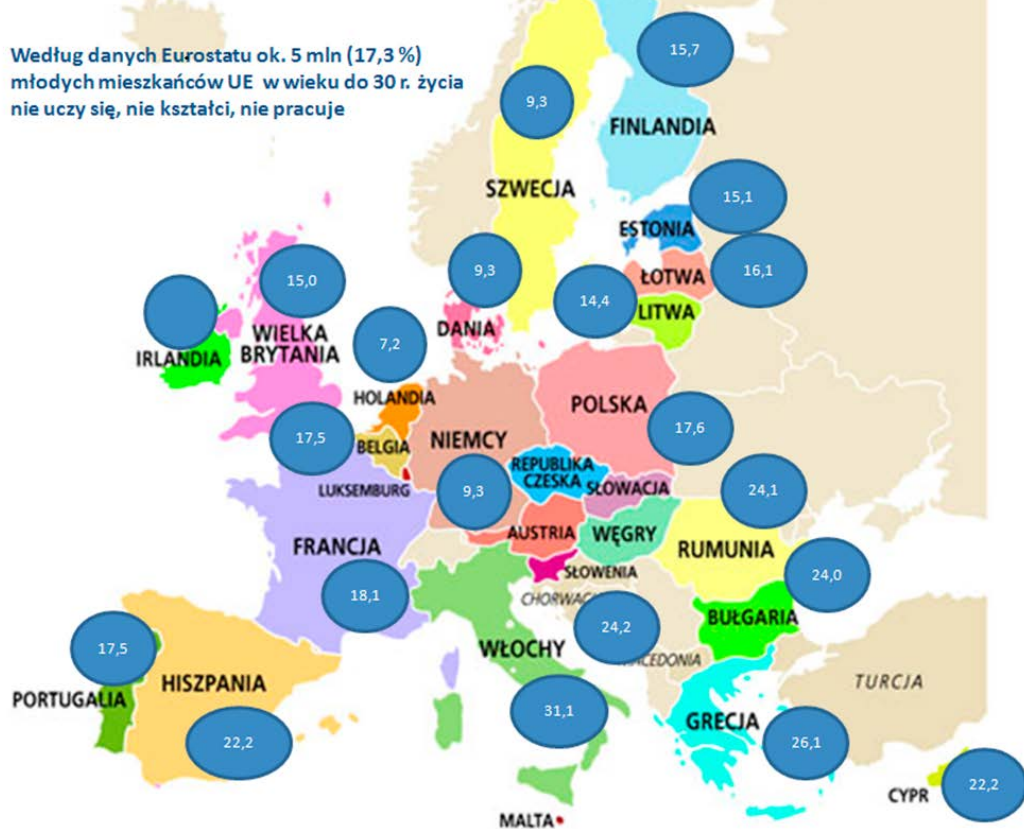 Według danych Eurostatu ok. 5 mln (17,3 %)
młodych mieszkańców UE w wieku do 30 r. życia
nie uczy się, nie kształci, nie pracuje
15,7
9,3
FINLANDIA
SZWECJA
15,1
ESTONIA
9,3
15,0
ŁOTWA
16,1
14,4
LITWA
DANIA
WIELKA
BRYTANIA
7,2
IRLANDIA
HOLANDIA
POLSKA
17,6
17,5
BELGIA
NIEMCY
REPUBLIKA
CZESKA
LUKSEMBURG
9,3
SŁOWACJA
24,1
AUSTRIA
WĘGRY
FRANCJA
RUMUNIA
SŁOWENIA
24,0
18,1
CHORWAC
BUŁGARIA
24,2
17,5
WŁOCHY
ACEDONIA
HISZPANIA
TURCJA
PORTUGALIA
31,1
GRECJA
22,2
26,1
22,2
CYPR
MALTA